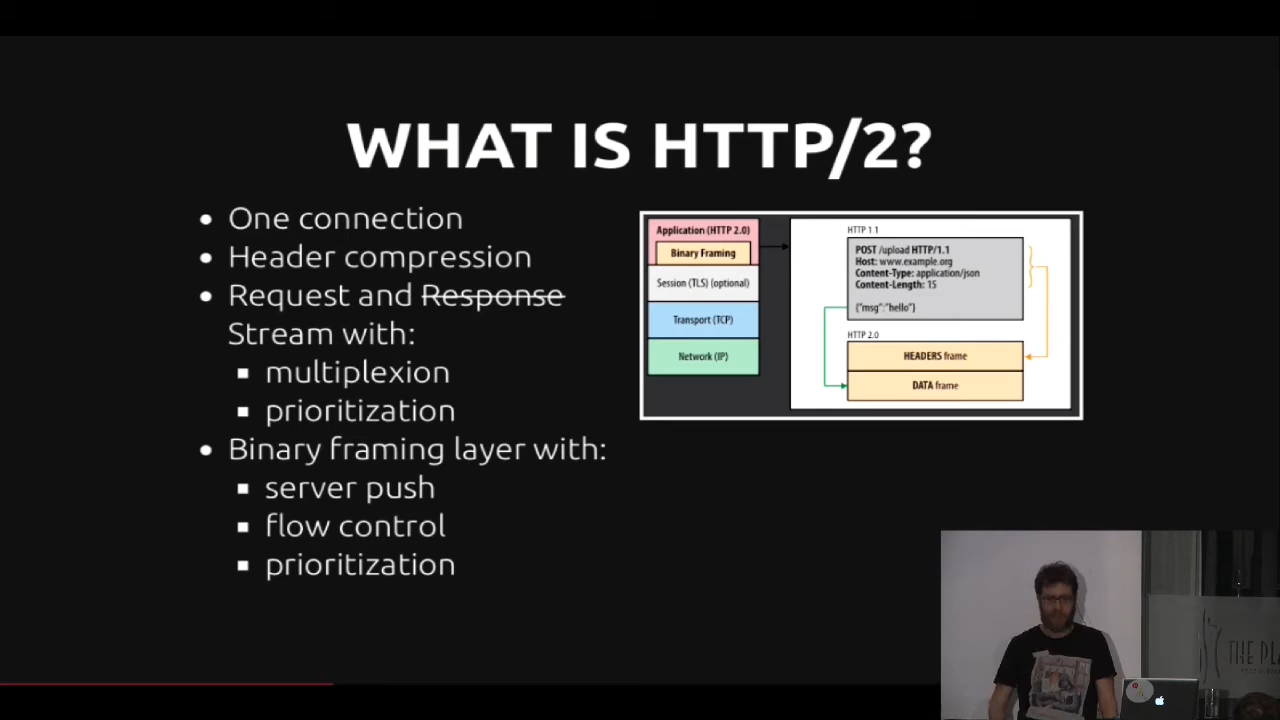 WHAT IS HTTP/2?
One connection
Header compression
Request and Response
Stream with:
multiplexion
prioritization
Binary framing layer with:
server push
flow control
prioritization
Application (HTTP 2.0)
Binary Framing
Session (TLS) (optional)
Transport (TCP)
Network (IP)
HTTP 1.1
POST /upload HTTP/1.1
Host: www.example.org
Content-Type: application/json
Content-Length: 15
{"msg":"hello"}
HTTP 2.0
HEADERS frame
DATA frame
THE